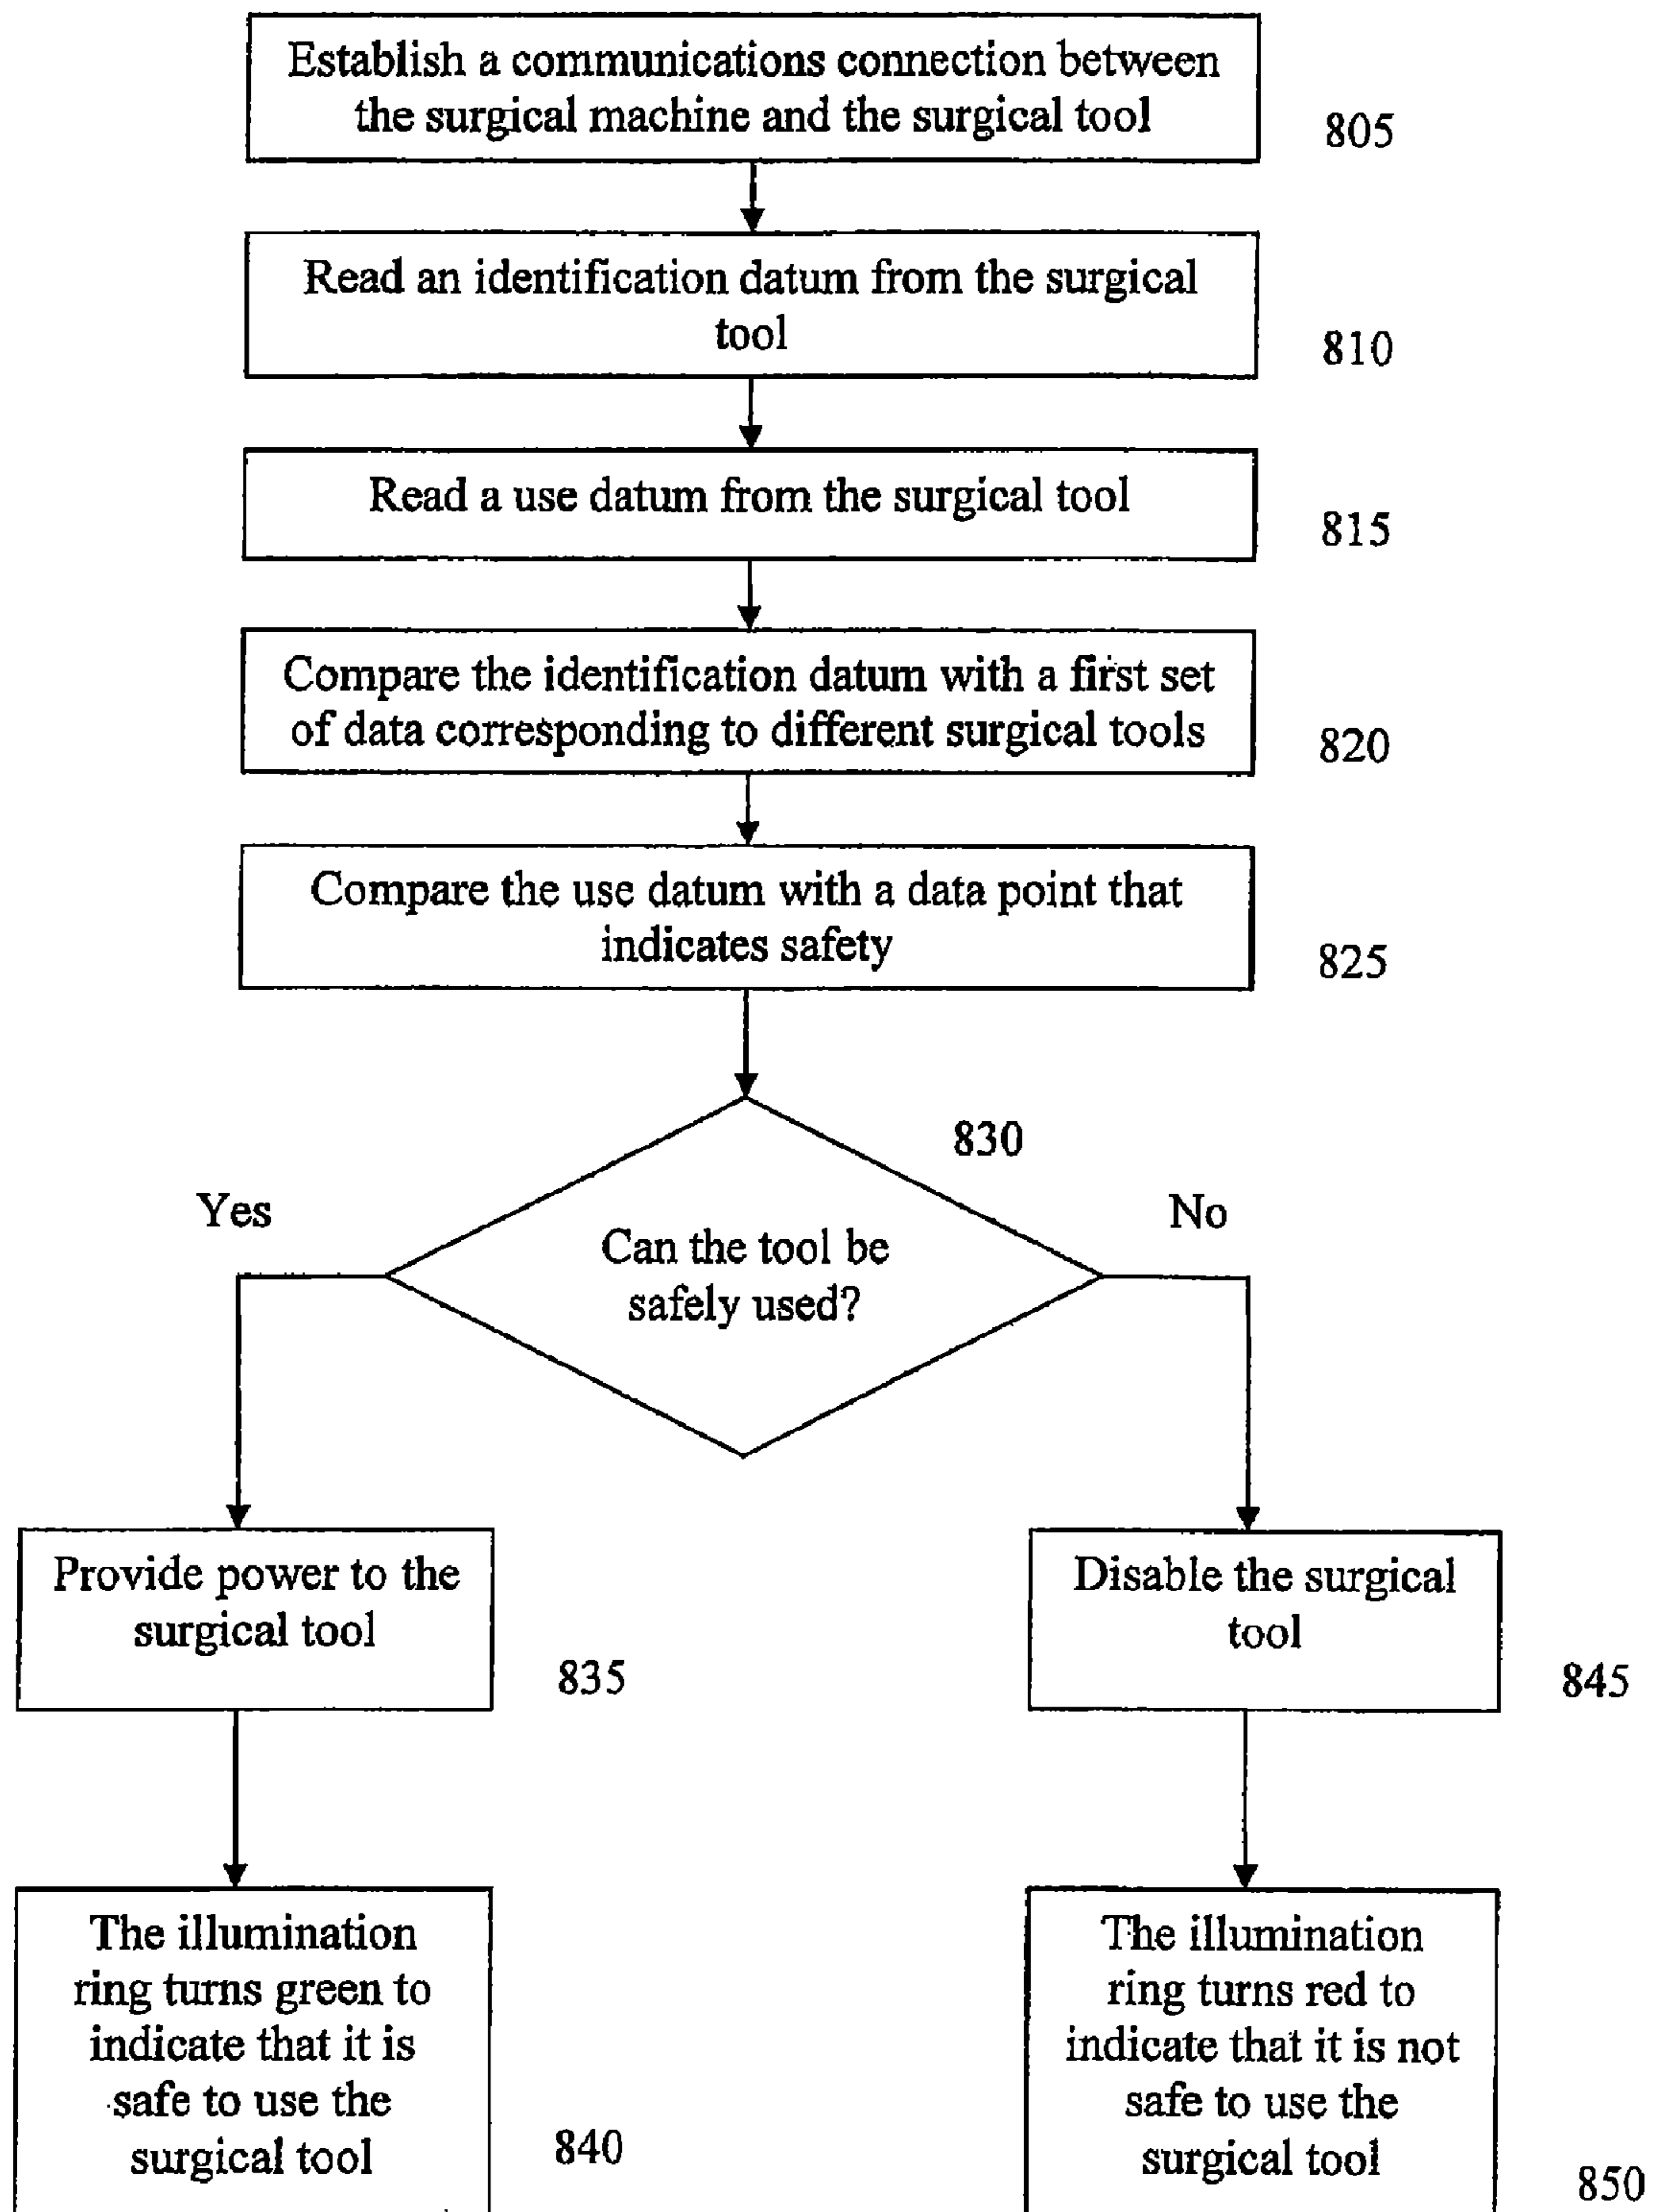 Establish a communications connection between
the surgical machine and the surgical tool
805
Read an identification datum from the surgical
tool
810
Read a use datum from the surgical tool
815
Compare the identification datum with a first set
of data corresponding to different surgical tools
820
Compare the use datum with a data point that
indicates safety
825
830
Yes
No
Can the tool be
safely used?
Provide power to the
surgical tool
835
Disable the surgical
tool
845
The illumination
ring turns green to
indicate that it is
safe to use the
surgical tool
840
The illumination
ring turns red to
indicate that it is not
safe to use the
surgical tool
850